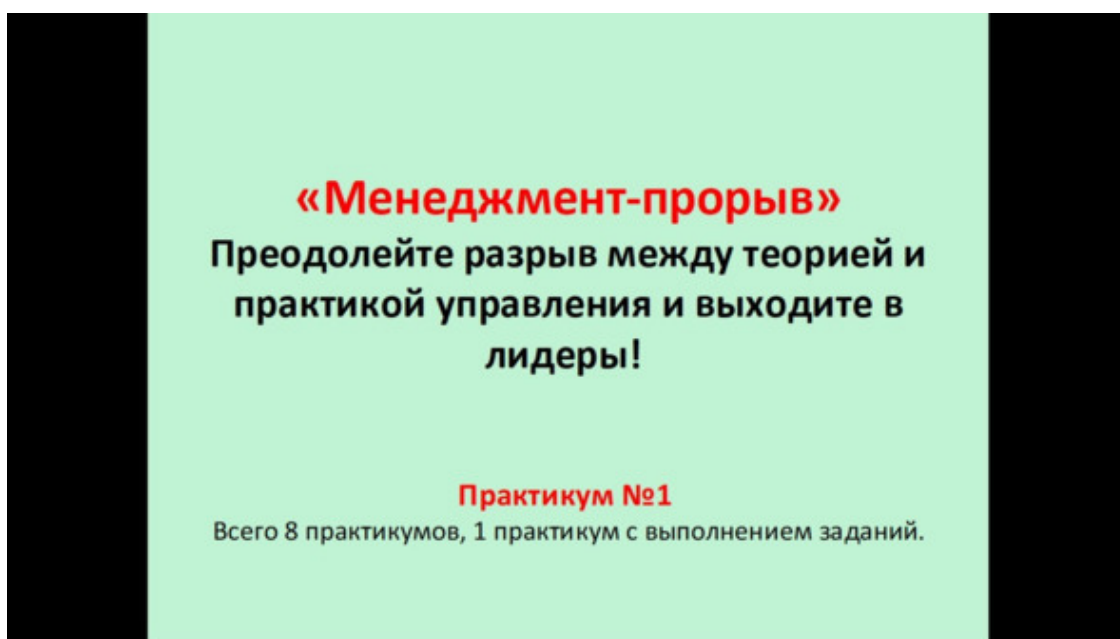 «Менеджмент-прорыв»
Преодолейте разрыв между теорией и
практикой управления и выходите в
лидеры!
Практикум №1
Всего 8 практикумов, 1 практикум с выполнением заданий.